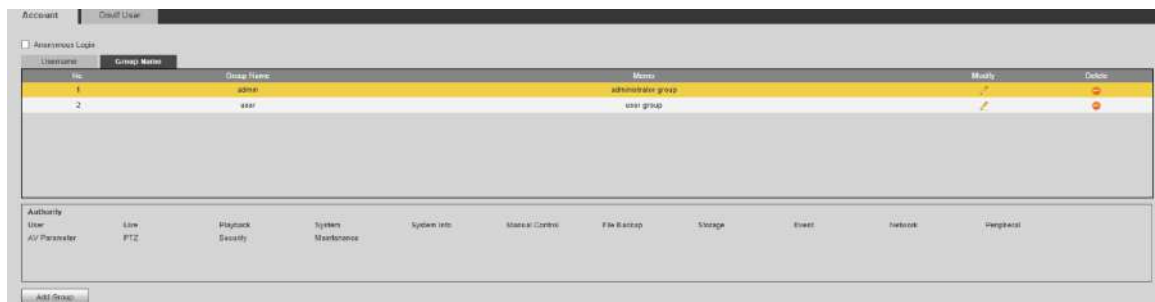 Account Onvif User
Anonymous Login
Username Group Name
No. Group Name Memo Modify Delete
1 admin administrator group
2 user user group
Authority
User Live Playback System System Info Manual Control File Backup Storage Event Network Peripheral
AV Parameter PTZ Security Maintenance
Add Group